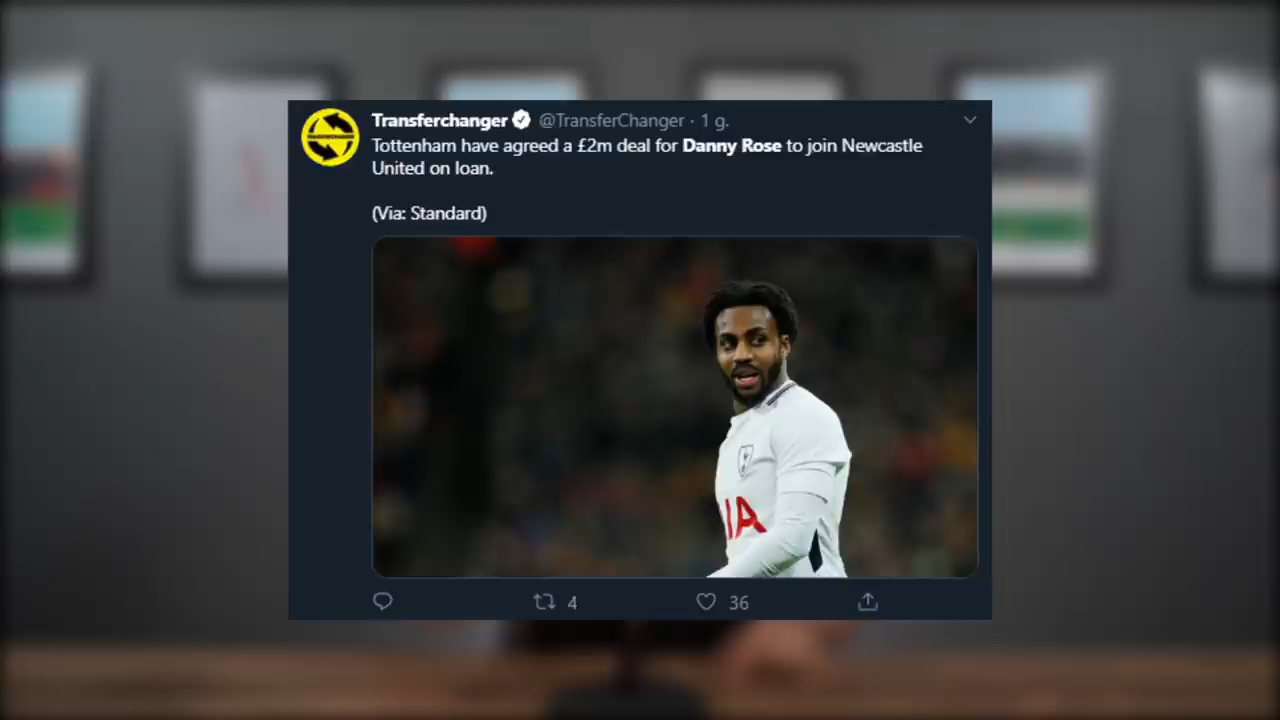 Transferchanger @TransferChanger · 1 g.
Tottenham have agreed a £2m deal for Danny Rose to join Newcastle
United on loan.
(Via: Standard)
IA
4 36